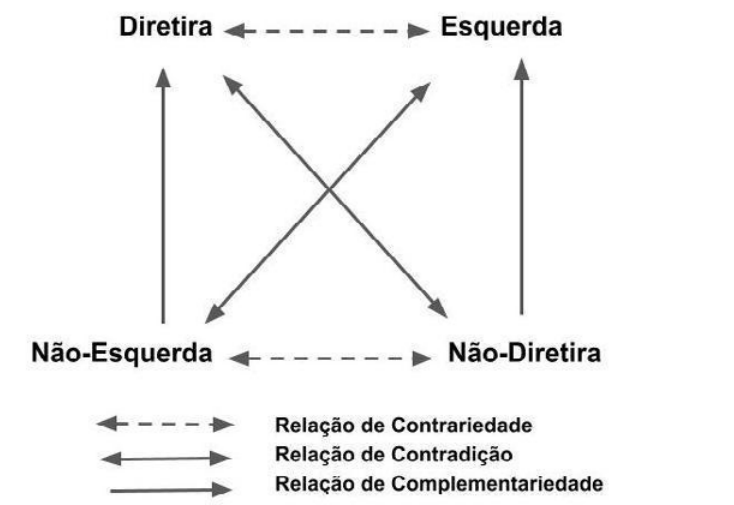 Diretira Esquerda
Não-Esquerda Não-Diretira
Relação de Contrariedade
Relação de Contradição
Relação de Complementariedade